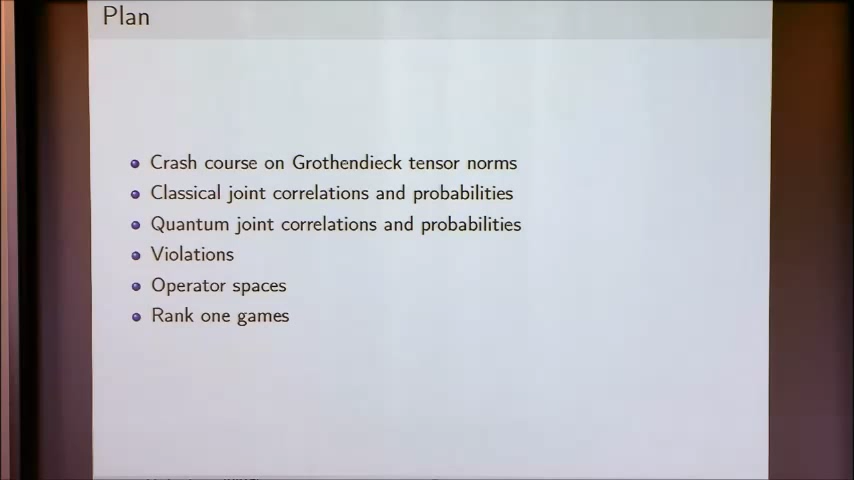 Plan
Crash course on Grothendieck tensor norms
Classical joint correlations and probabilities
Quantum joint correlations and probabilities
Violations
Operator spaces
Rank one games